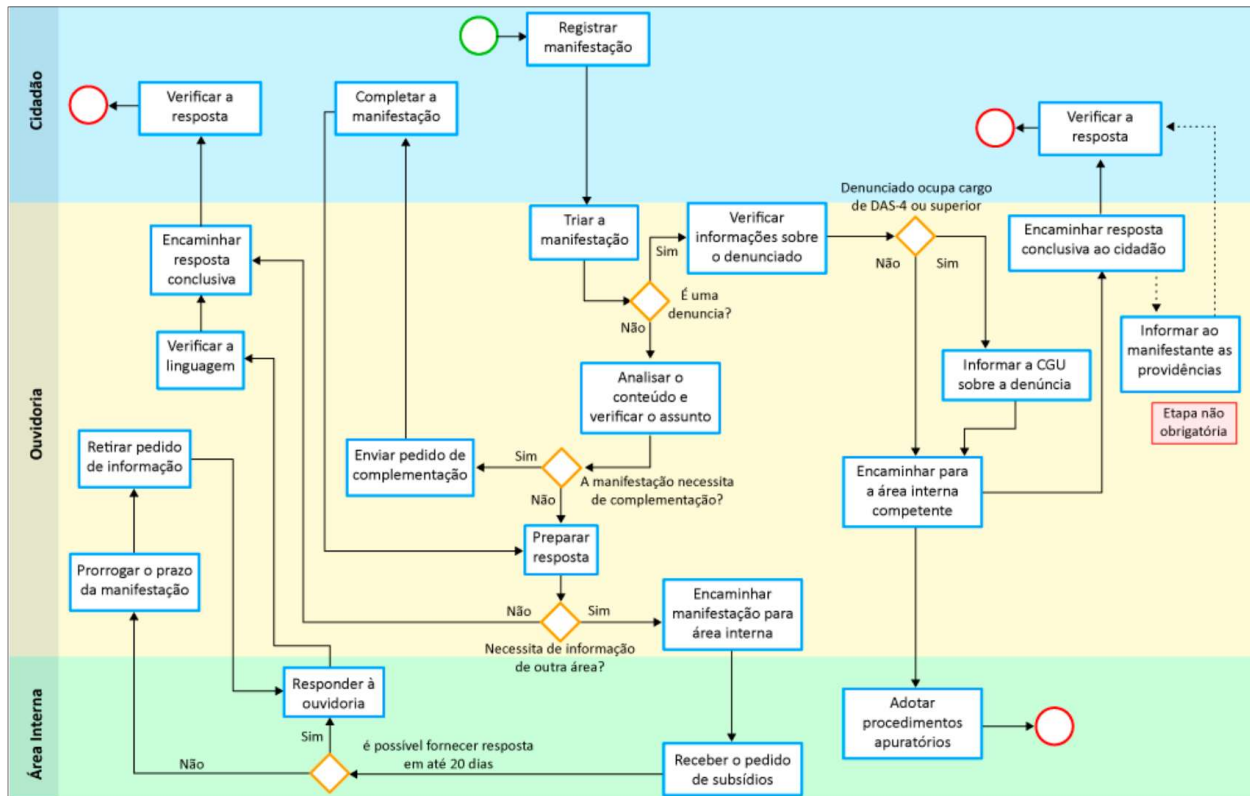 Cidadão
Registrar
manifestação
Verificar a
resposta
Completar a
manifestação
Verificar a
resposta
Ouvidoria
Denunciado ocupa cargo
de DAS-4 ou superior
Triar a
manifestação
Verificar
informações sobre
o denunciado
Encaminhar
resposta
conclusiva
Encaminhar resposta
conclusiva ao cidadão
Sim
Não
Sim
É uma
denuncia?
Não
Verificar a
linguagem
Informar ao
manifestante as
providências
Informar a CGU
sobre a denúncia
Analisar o
conteúdo e
verificar o assunto
Etapa não
obrigatória
Retirar pedido
de informação
Enviar pedido de
complementação
Sim
A manifestação necessita
de complementação?
Não
Encaminhar para
a área interna
competente
Preparar
resposta
Prorrogar o prazo
da manifestação
Encaminhar
manifestação para
área interna
Não
Sim
Necessita de informação
de outra área?
Área Interna
Responder à
ouvidoria
Adotar
procedimentos
apuratórios
Sim
é possível fornecer resposta
em até 20 dias
Não
Receber o pedido
de subsídios